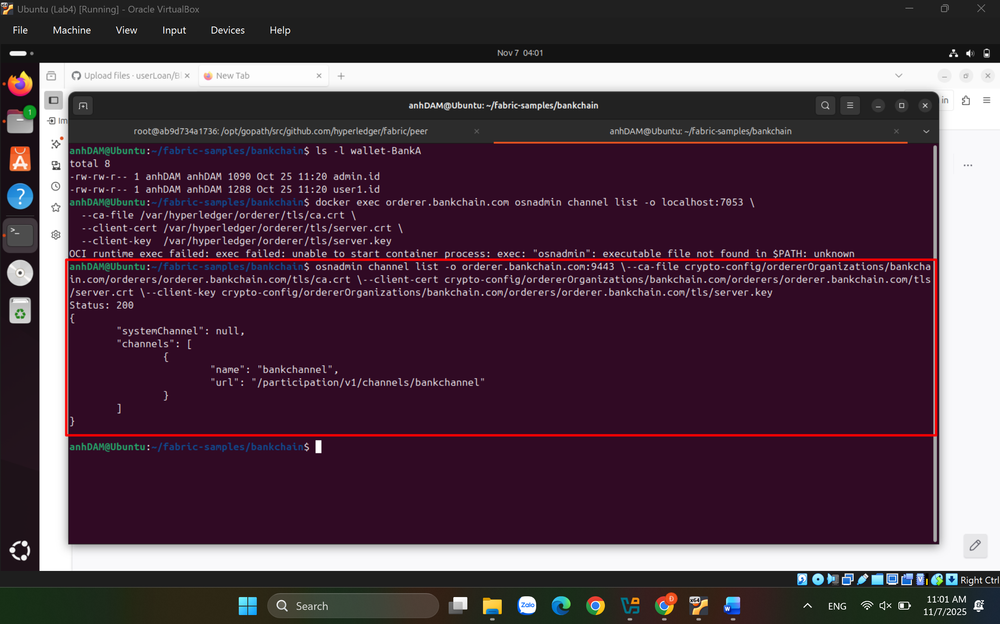 Ubuntu (Lab4) [Running] - Oracle VirtualBox
File Machine View Input Devices Help
Nov 7 04:01
Upload files · userLoan/Bl
New Tab
1
Im
in
anhDAM@Ubuntu: ~/fabric-samples/bankchain
root@ab9d734a1736: /opt/gopath/src/github.com/hyperledger/fabric/peer
anhDAM@Ubuntu: ~/fabric-samples/bankchain
anhDAM@Ubuntu:~/fabric-samples/bankchain$ ls -l wallet-BankA
total 8
-rw-rw-r-- 1 anhDAM anhDAM 1090 Oct 25 11:20 admin.id
-rw-rw-r-- 1 anhDAM anhDAM 1288 Oct 25 11:20 user1.id
anhDAM@Ubuntu:~/fabric-samples/bankchain$ docker exec orderer.bankchain.com osnadmin channel list -o localhost:7053 \
--ca-file /var/hyperledger/orderer/tls/ca.crt \
--client-cert /var/hyperledger/orderer/tls/server.crt \
--client-key /var/hyperledger/orderer/tls/server.key
OCI runtime exec failed: exec failed: unable to start container process: exec: "osnadmin": executable file not found in $PATH: unknown
anhDAM@Ubuntu:~/fabric-samples/bankchain$ osnadmin channel list -o orderer.bankchain.com:9443 \--ca-file crypto-config/ordererOrganizations/bankcha
in.com/orderers/orderer.bankchain.com/tls/ca.crt \--client-cert crypto-config/ordererOrganizations/bankchain.com/orderers/orderer.bankchain.com/tls
/server.crt \--client-key crypto-config/ordererOrganizations/bankchain.com/orderers/orderer.bankchain.com/tls/server.key
Status: 200
{
"systemChannel": null,
"channels": [
{
"name": "bankchannel",
"url": "/participation/v1/channels/bankchannel"
}
]
}
anhDAM@Ubuntu:~/fabric-samples/bankchain$
Right Ctrl
Search
Zalo
Đ
x64
W
ENG
11:01 AM
11/7/2025